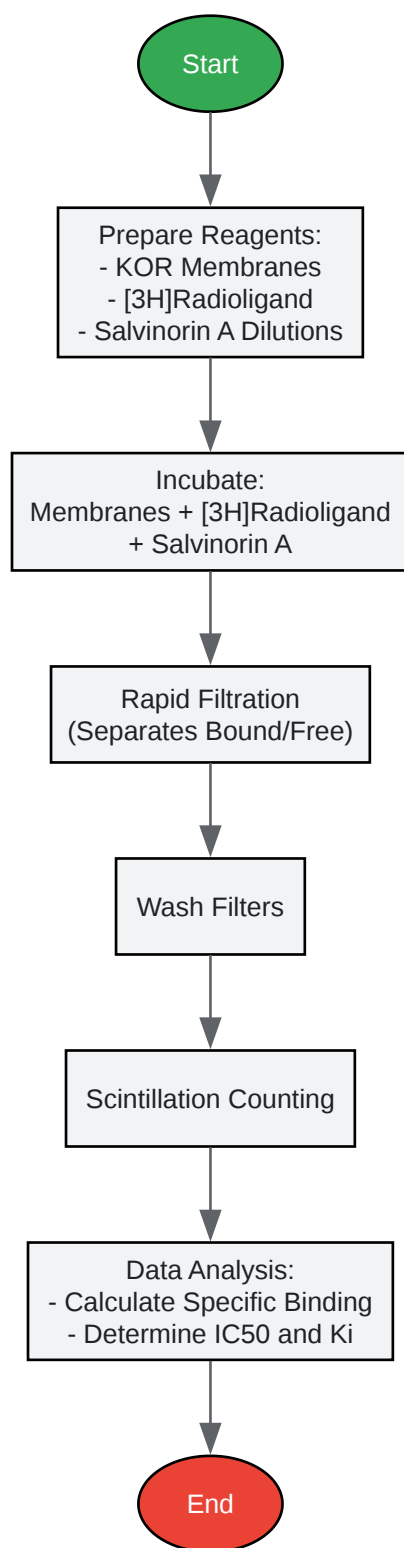 Start
Prepare Reagents:
- KOR Membranes
- [3H]Radioligand
- Salvinorin A Dilutions
Incubate:
Membranes + [3H]Radioligand
+ Salvinorin A
Rapid Filtration
(Separates Bound/Free)
Wash Filters
Scintillation Counting
Data Analysis:
- Calculate Specific Binding
- Determine IC50 and Ki
End